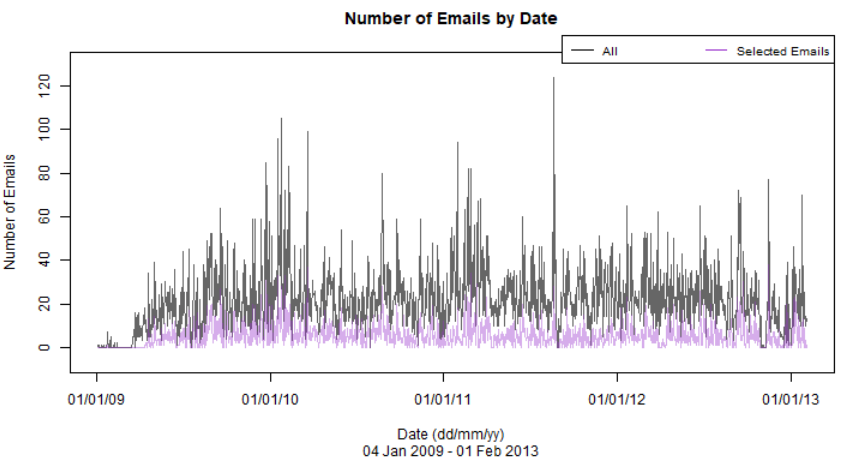 Number of Emails by Date
All
Selected Emails
Number of Emails
120
100
80
60
40
20
0
01/01/09
01/01/10
01/01/11
01/01/12
01/01/13
Date (dd/mm/yy)
04 Jan 2009 - 01 Feb 2013